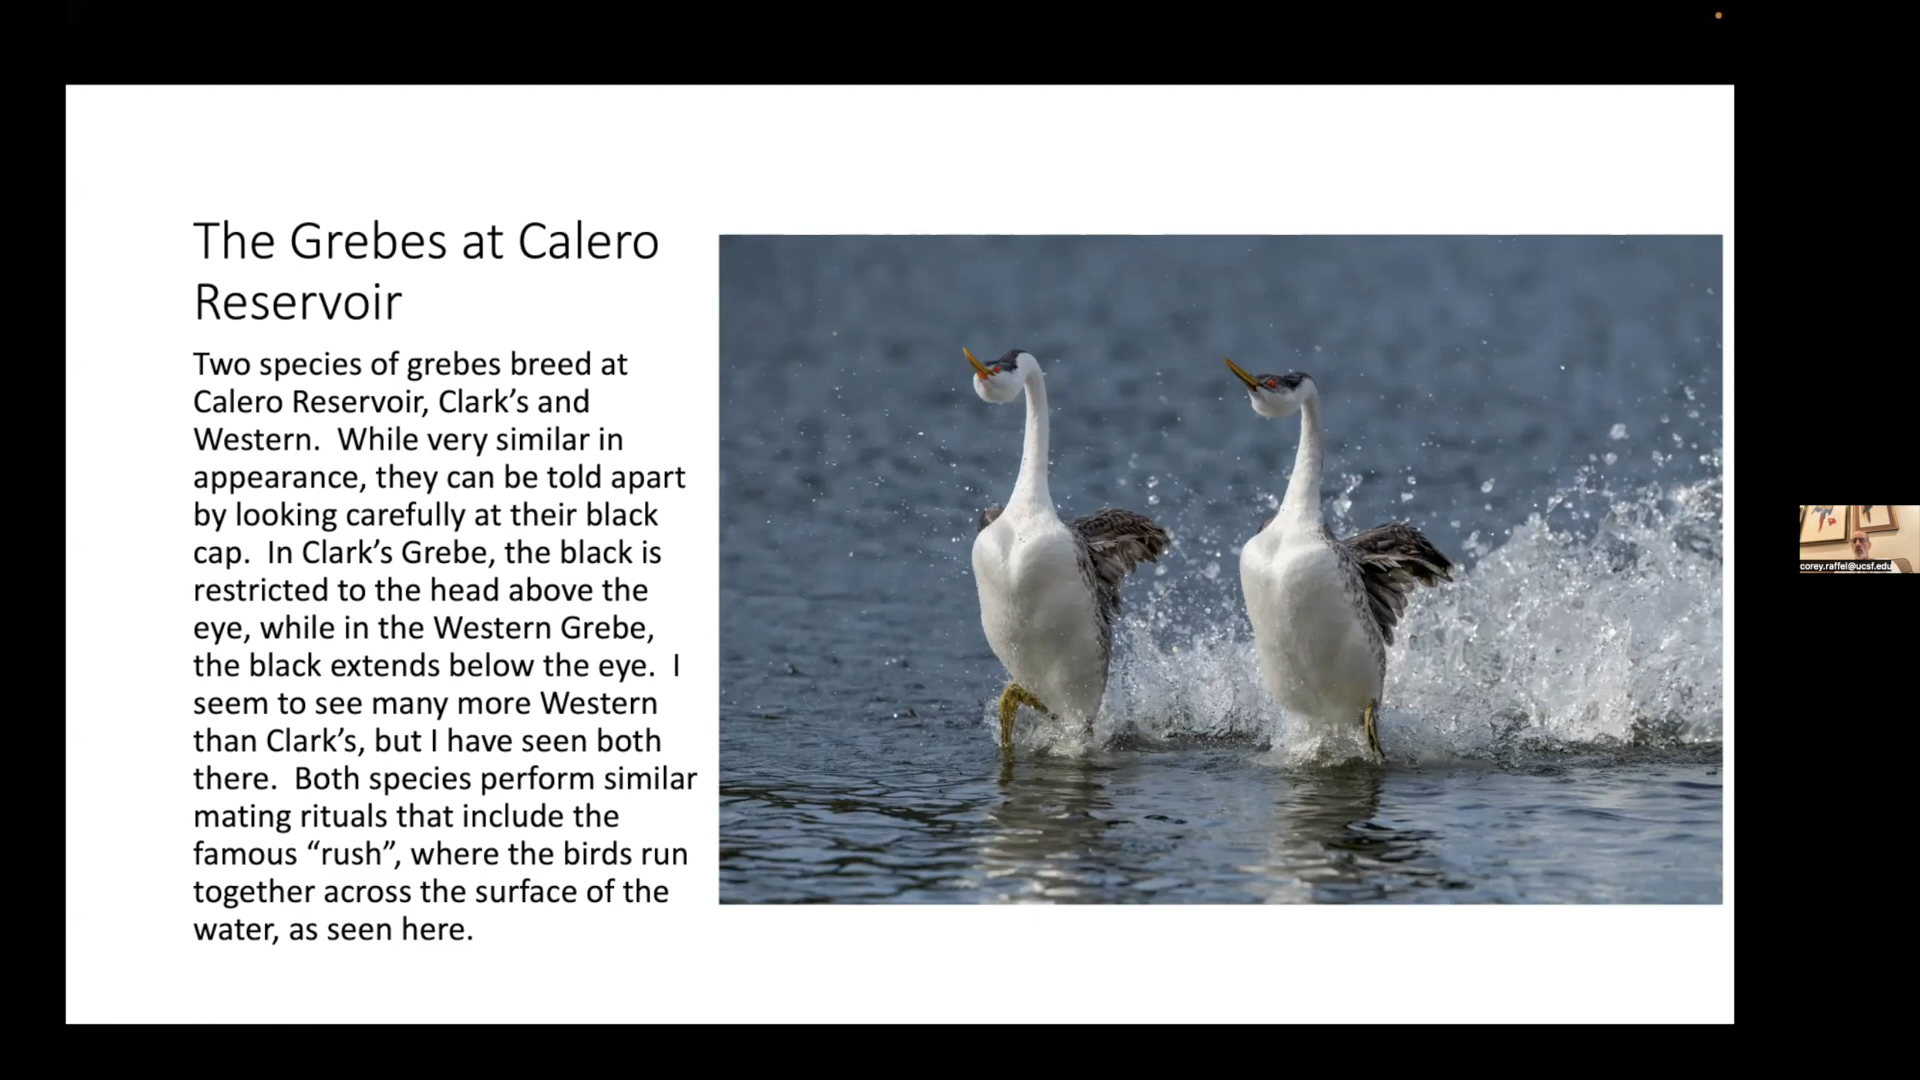 The Grebes at Calero
Reservoir
Two species of grebes breed at
Calero Reservoir, Clark’s and
Western.  While very similar in
appearance, they can be told apart
by looking carefully at their black
cap.  In Clark’s Grebe, the black is
restricted to the head above the
eye, while in the Western Grebe,
the black extends below the eye.  I
seem to see many more Western
than Clark’s, but I have seen both
there.  Both species perform similar
mating rituals that include the
famous “rush”, where the birds run
together across the surface of the
water, as seen here.
corey.raffel@ucsf.edu